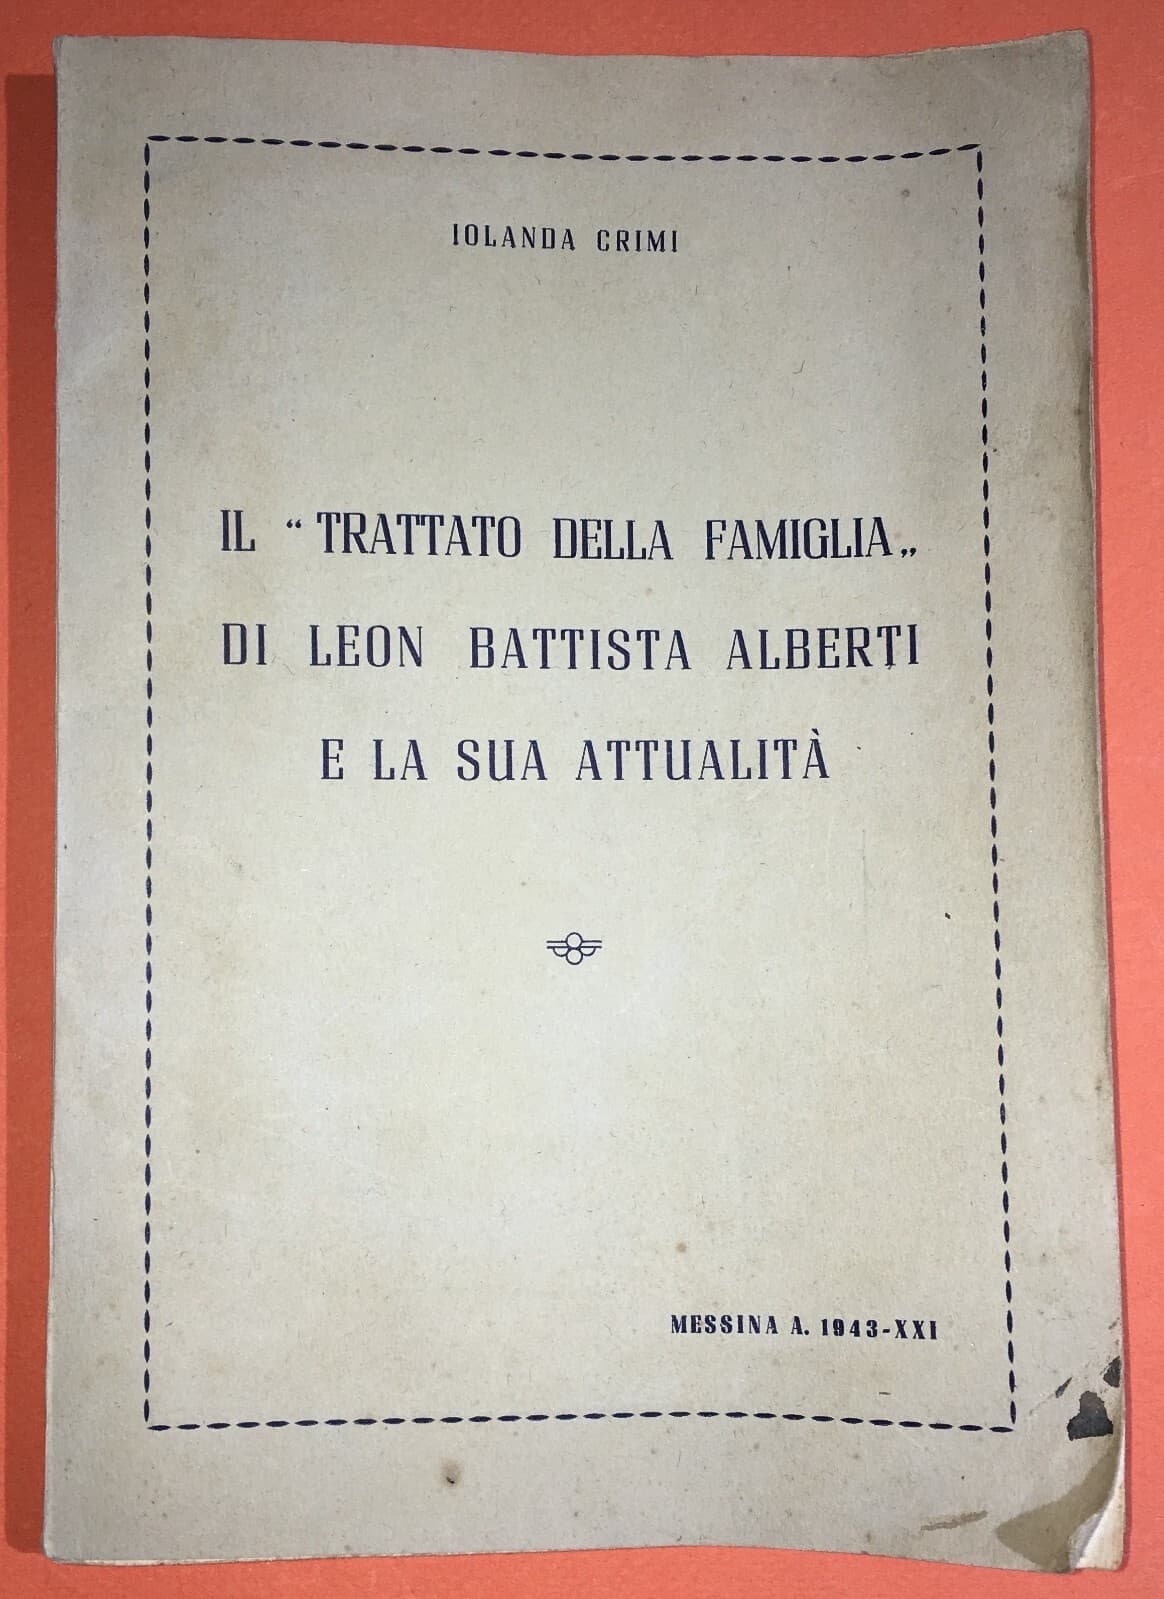 IOLANDA CRIMI
IL “ TRATTATO DELLA FAMIGLIA „
DI LEON BATTISTA ALBERTI
E LA SUA ATTUALITÀ
MESSINA A. 1943-XXI